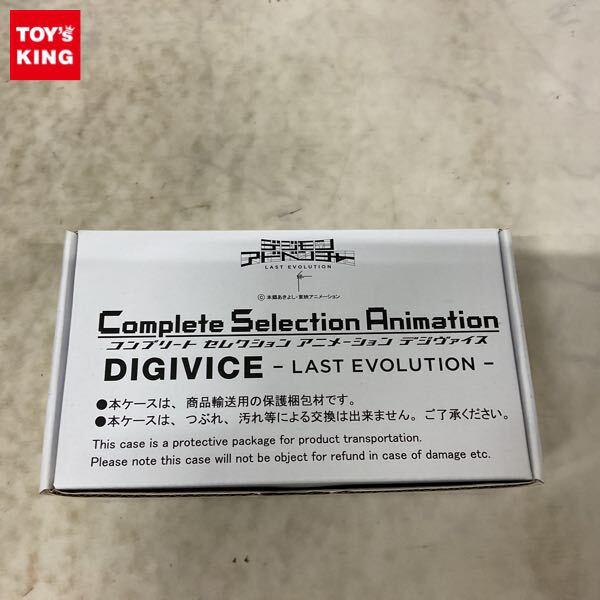 TOY's
KING
デジモン
アドベンチャー
LAST EVOLUTION
© 本郷あきよし・東映アニメーション
Complete Selection Animation
コンプリート セレクション アニメーション デジヴァイス
DIGIVICE - LAST EVOLUTION -
●本ケースは、商品輸送用の保護梱包材です。
●本ケースは、つぶれ、汚れ等による交換は出来ません。ご了承ください。
This case is a protective package for product transportation.
Please note this case will not be object for refund in case of damage etc.